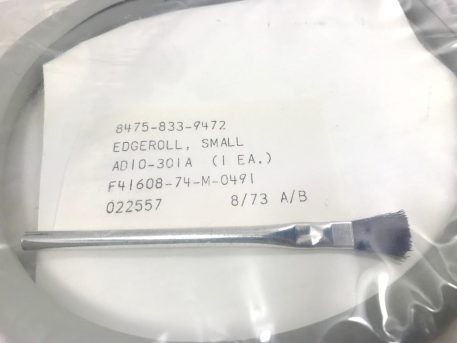 8475-833-9472
EDGEROLL, SMALL
AD10-301A (1 EA.)
F41608-74-M-0491
022557 8/73 A/B